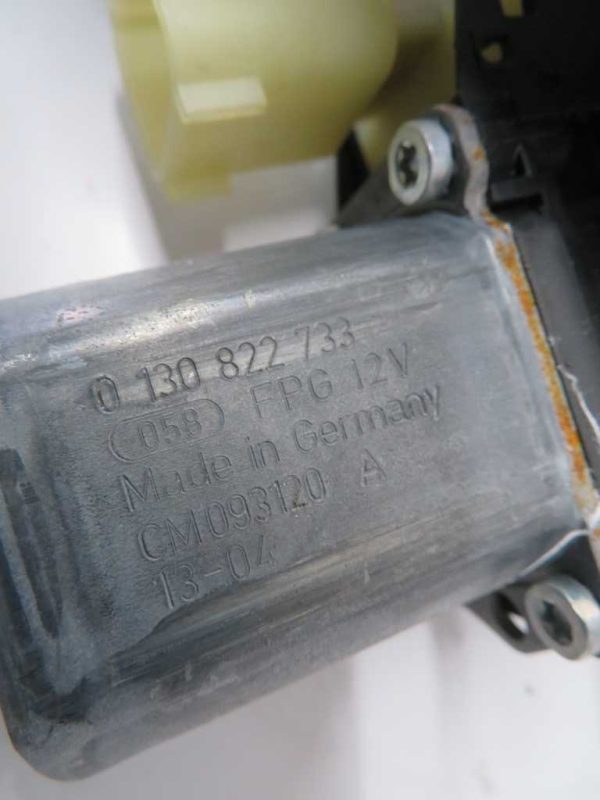 0 130 822 733
058 FPG 12V
Made in Germany
CM093120 A
13-04